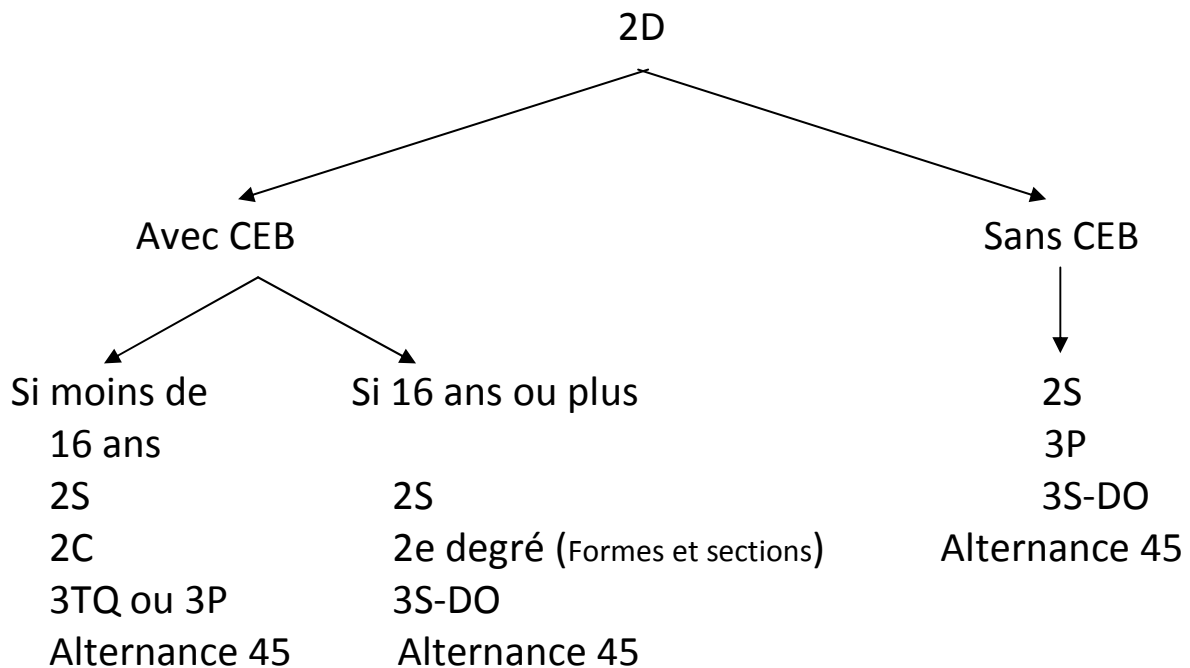 2D
Avec CEB
Sans CEB
Si moins de
16 ans
2S
2C
3TQ ou 3P
Alternance 45
Si 16 ans ou plus
2S
2e degré (Formes et sections)
3S-DO
Alternance 45
2S
3P
3S-DO
Alternance 45